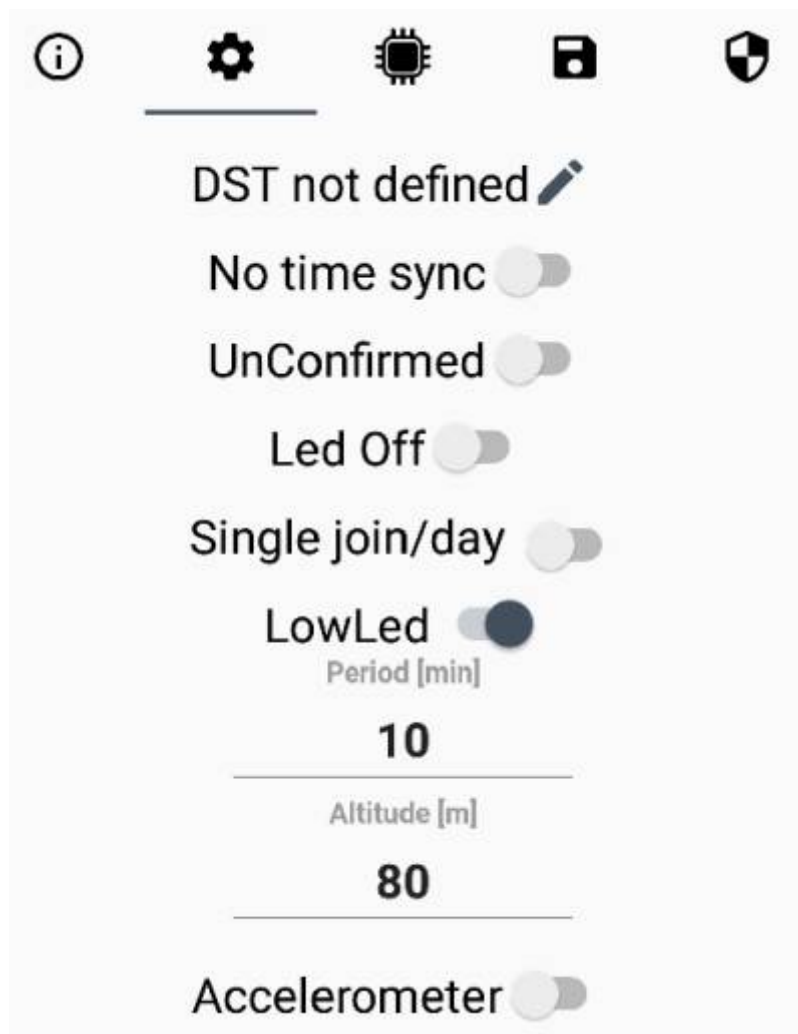 DST not defined
No time sync
UnConfirmed
Led Off
Single join/day
LowLed
Period [min]
10
Altitude [m]
80
Accelerometer